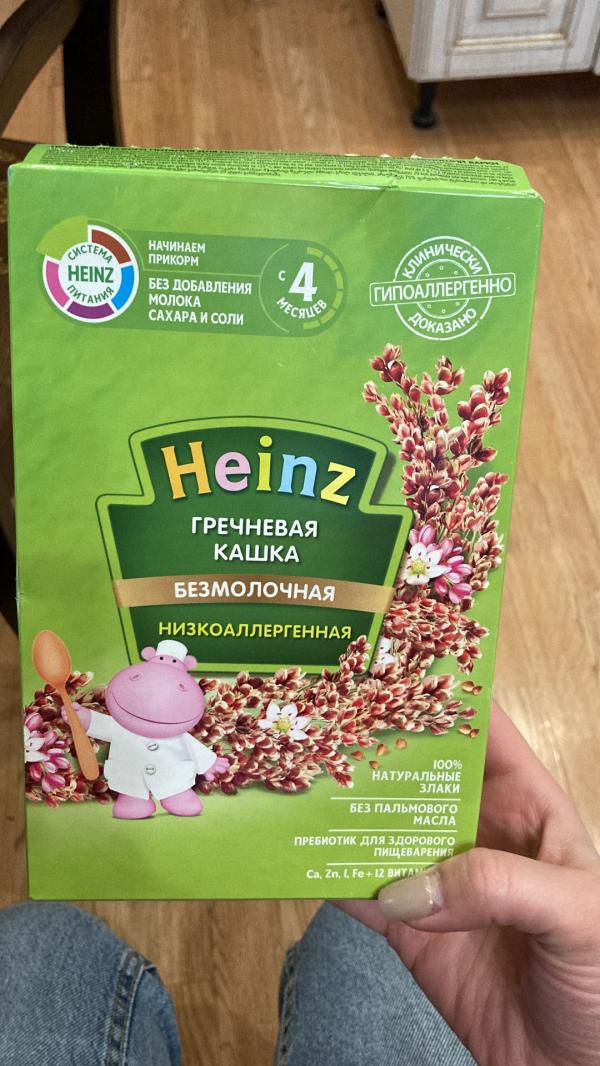 СИСТЕМА
HEINZ
ПИТАНИЯ
НАЧИНАЕМ
ПРИКОРМ
БЕЗ ДОБАВЛЕНИЯ
МОЛОКА
САХАРА И СОЛИ
С 4
МЕСЯЦЕВ
КЛИНИЧЕСКИ
ГИПОАЛЛЕРГЕННО
ДОКАЗАНО
Heinz
ГРЕЧНЕВАЯ
КАШКА
БЕЗМОЛОЧНАЯ
НИЗКОАЛЛЕРГЕННАЯ
100%
НАТУРАЛЬНЫЕ
ЗЛАКИ
БЕЗ ПАЛЬМОВОГО
МАСЛА
ПРЕБИОТИК ДЛЯ ЗДОРОВОГО
ПИЩЕВАРЕНИЯ
Ca, Zn, I, Fe + 12